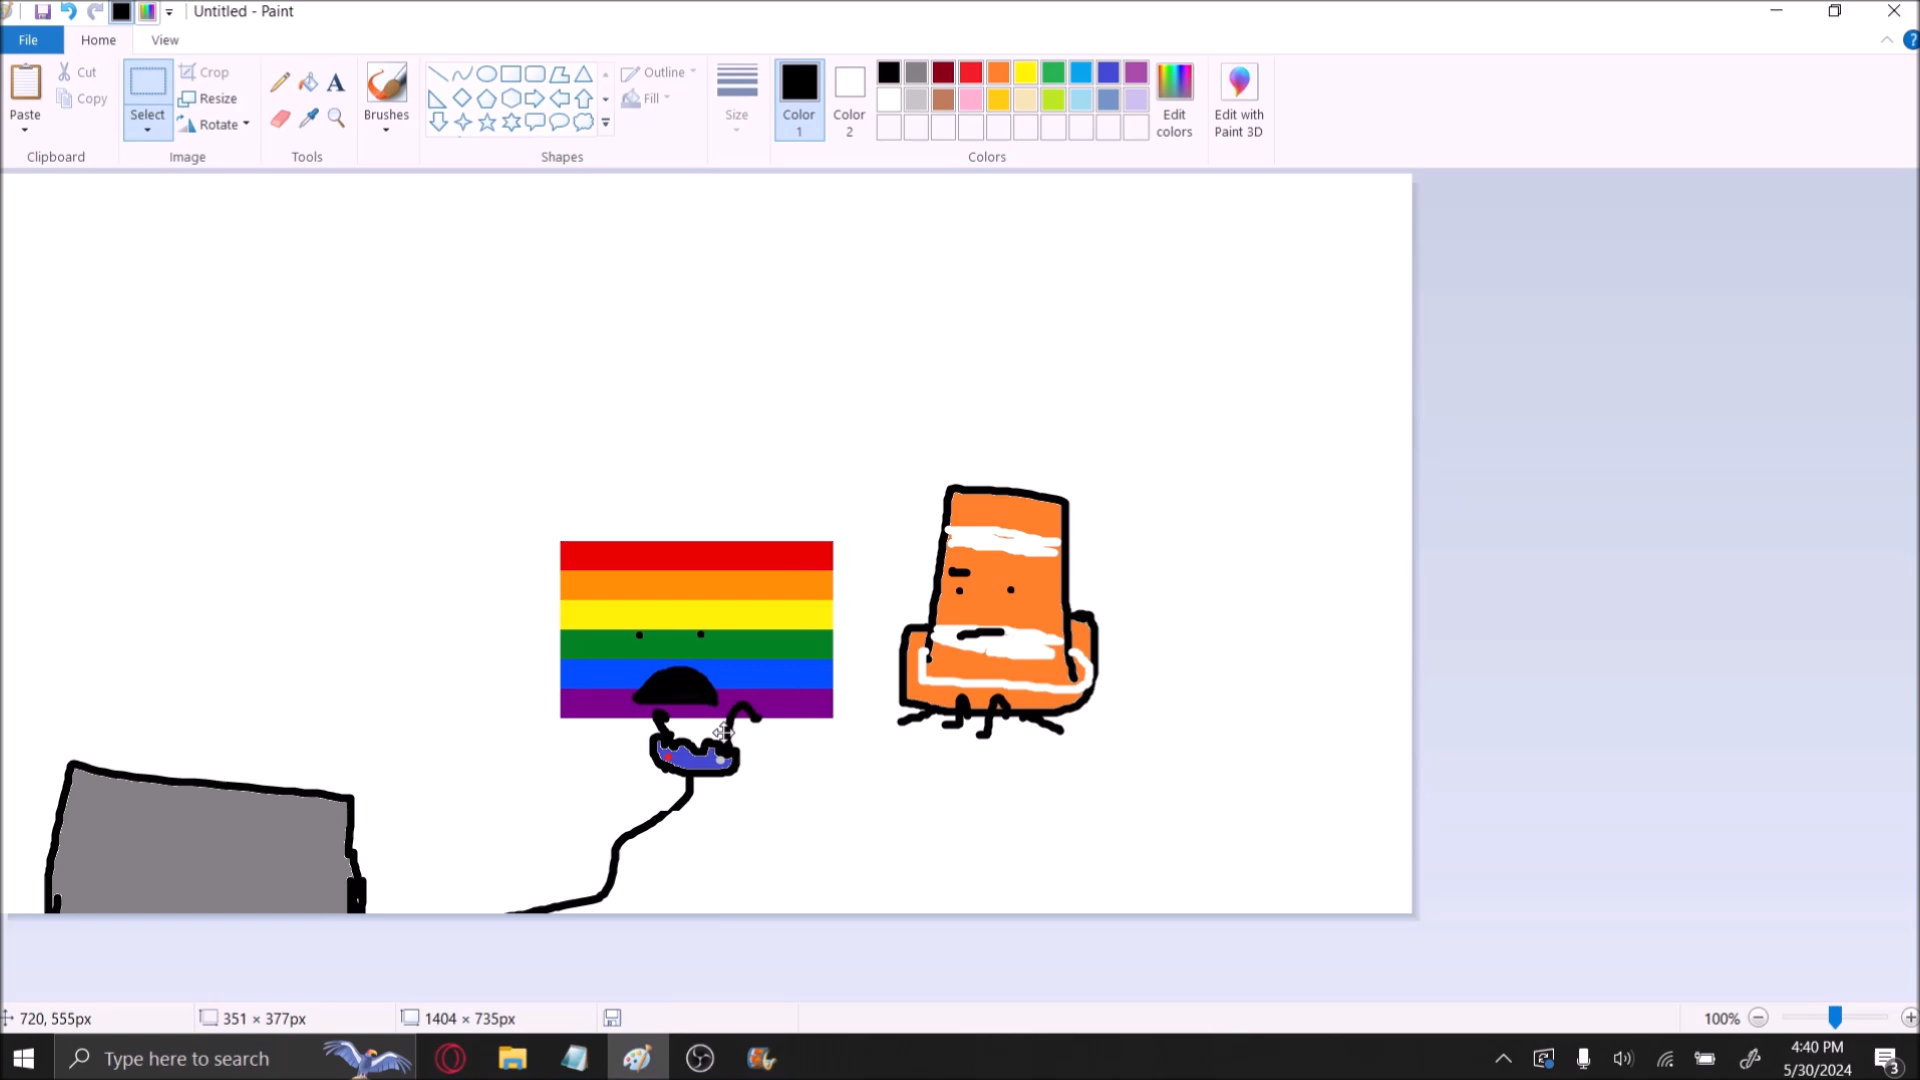 Untitled - Paint
File Home View
Paste Cut Copy Select Crop Resize Rotate Brushes Outline Fill Size Color 1 Color 2 Edit colors Edit with Paint 3D
Clipboard Image Tools Shapes Colors
720, 555px 351 × 377px 1404 × 735px 100%
Type here to search 4:40 PM
5/30/2024 3